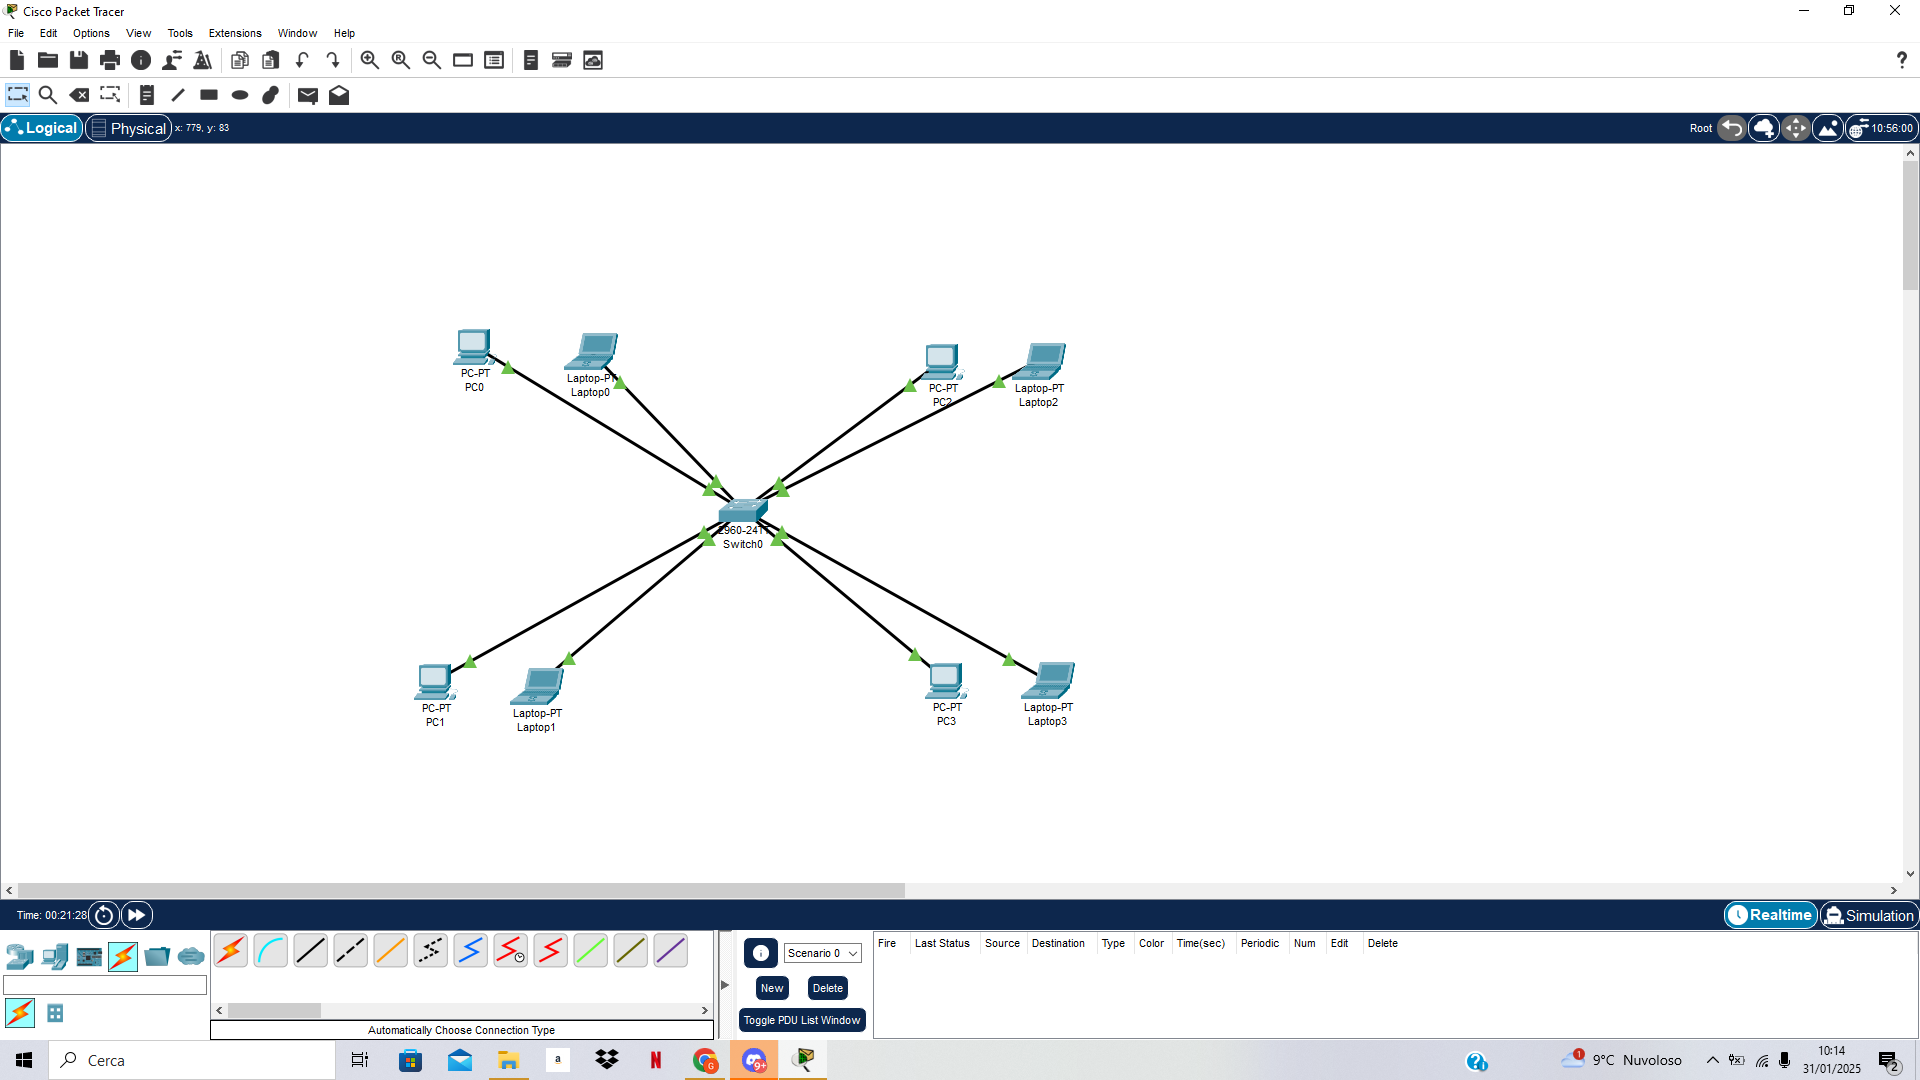 Cisco Packet Tracer
File Edit Options View Tools Extensions Window Help
Logical Physical x: 779, y: 83 Root 10:56:00
PC-PT
PC0
Laptop-PT
Laptop0
PC-PT
PC2
Laptop-PT
Laptop2
2960-24TT
Switch0
PC-PT
PC1
Laptop-PT
Laptop1
PC-PT
PC3
Laptop-PT
Laptop3
Time: 00:21:28 Realtime Simulation
Scenario 0
New Delete
Toggle PDU List Window
Fire Last Status Source Destination Type Color Time(sec) Periodic Num Edit Delete
Automatically Choose Connection Type
Cerca
a
N
G
9+
1
9°C Nuvoloso
10:14
31/01/2025
2